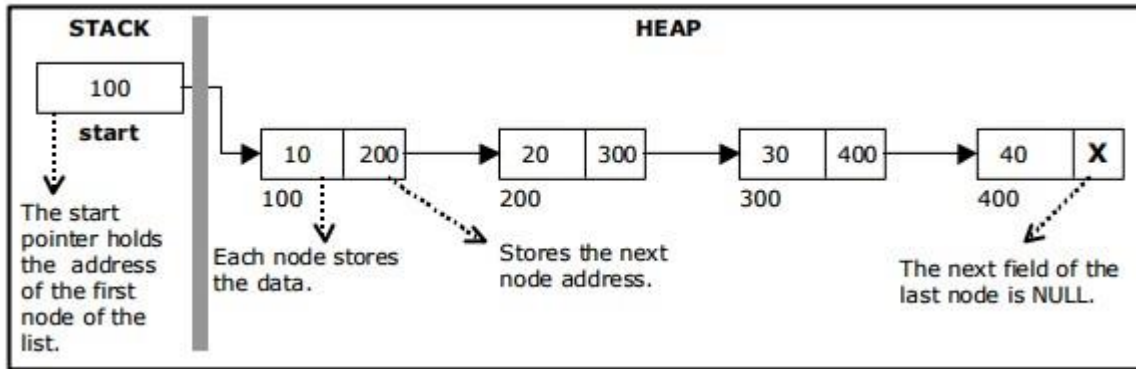 STACK
HEAP
100
start
10 200
20 300
30 400
40 X
100
200
300
400
The start
pointer holds
the address
of the first
node of the
list.
Each node stores
the data.
Stores the next
node address.
The next field of the
last node is NULL.